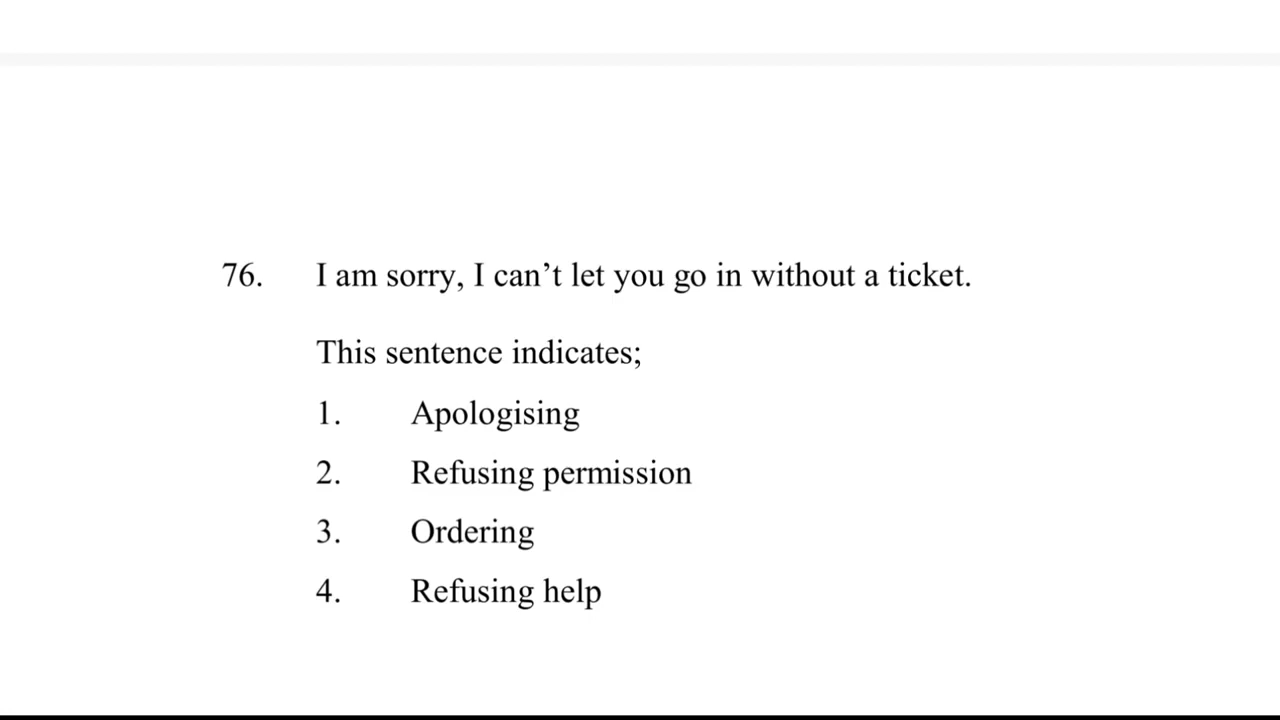 76. I am sorry, I can’t let you go in without a ticket.
This sentence indicates;
1. Apologising
2. Refusing permission
3. Ordering
4. Refusing help